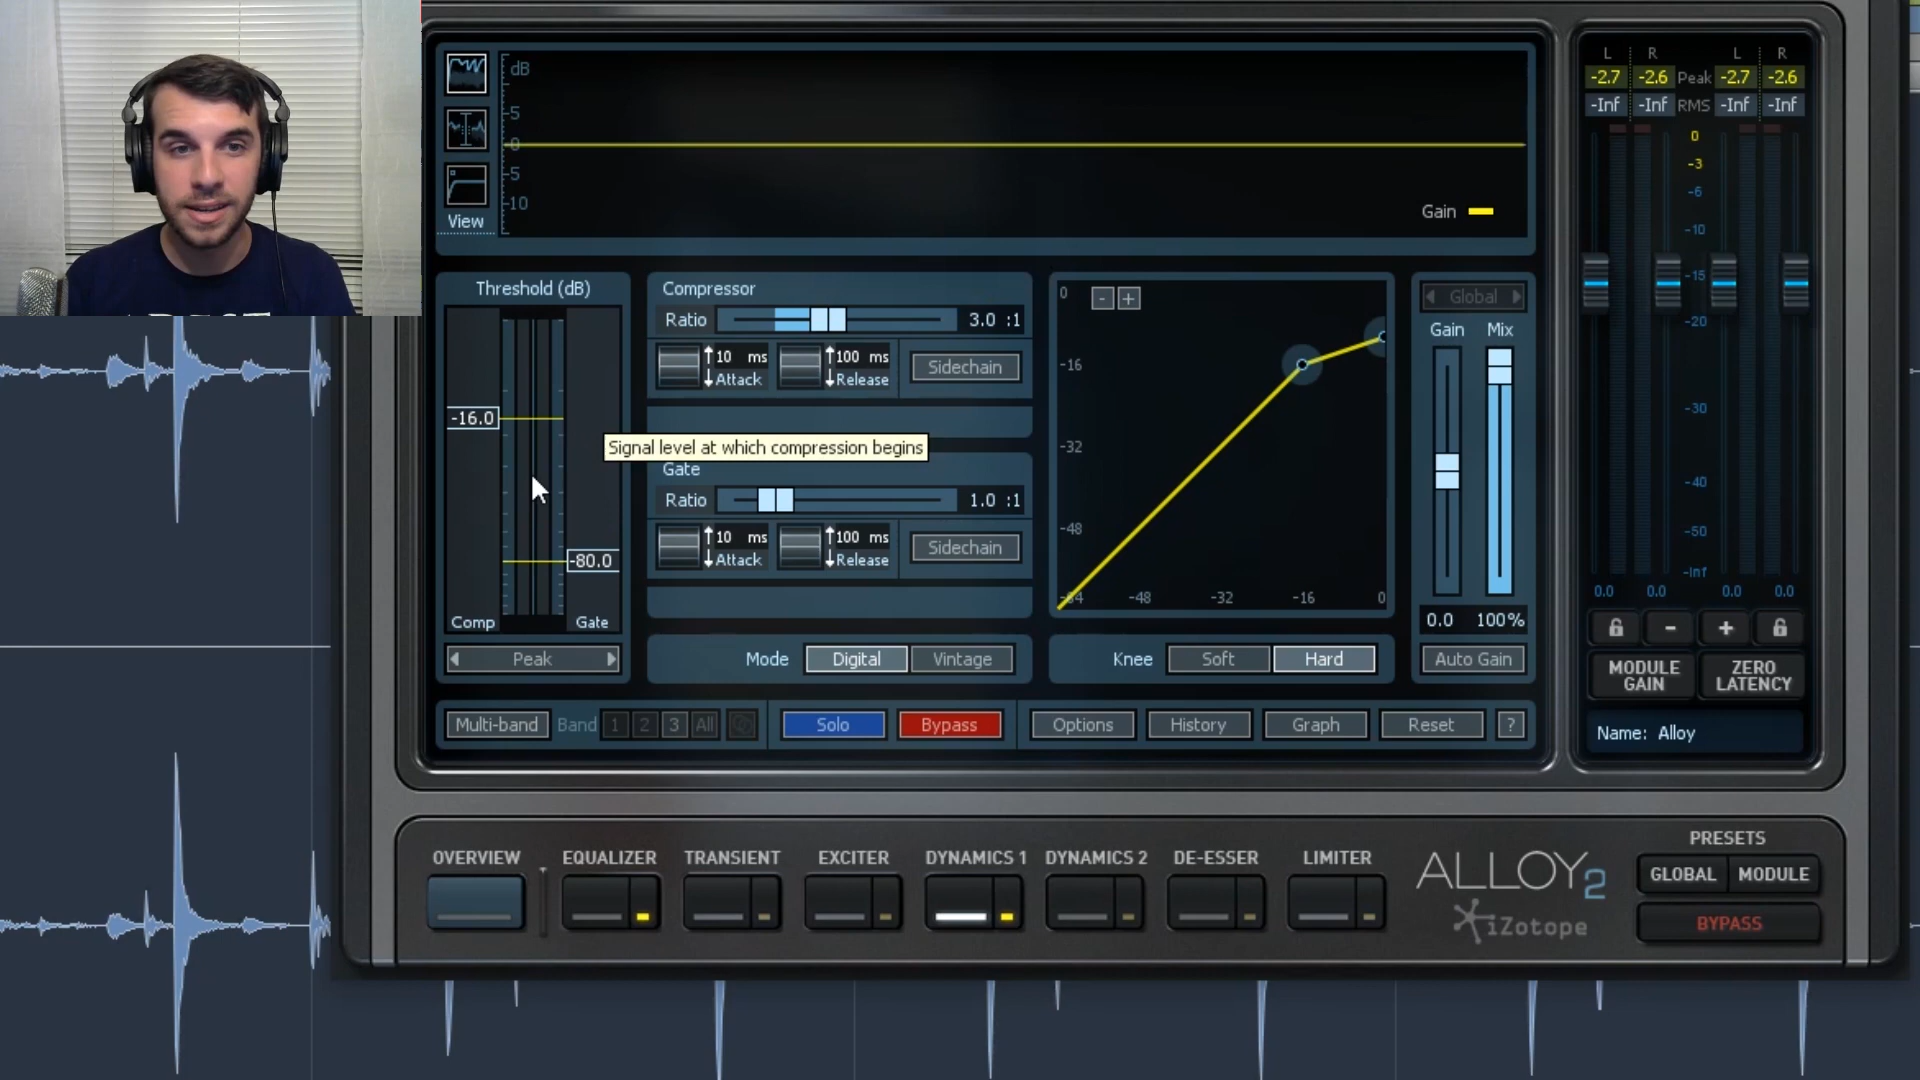 dB
-5
0
-5
-10
View
Gain
L R L R
-2.7 -2.6 Peak -2.7 -2.6
-Inf -Inf RMS -Inf -Inf
0
-3
-6
-10
-15
-20
-30
-40
-50
-Inf
0.0 0.0 0.0 0.0
- +
MODULE GAIN
ZERO LATENCY
Name: Alloy
Threshold (dB)
-16.0
-80.0
Comp Gate
Peak
Compressor
Ratio 3.0 :1
10 ms Attack
100 ms Release
Sidechain
Signal level at which compression begins
Gate
Ratio 1.0 :1
10 ms Attack
100 ms Release
Sidechain
Mode Digital Vintage
0 - +
-16
-32
-48
-48 -32 -16 0
Knee Soft Hard
Global
Gain Mix
0.0 100%
Auto Gain
Multi-band Band 1 2 3 All Solo Bypass Options History Graph Reset ?
OVERVIEW EQUALIZER TRANSIENT EXCITER DYNAMICS 1 DYNAMICS 2 DE-ESSER LIMITER
ALLOY 2
iZotope
PRESETS
GLOBAL MODULE
BYPASS